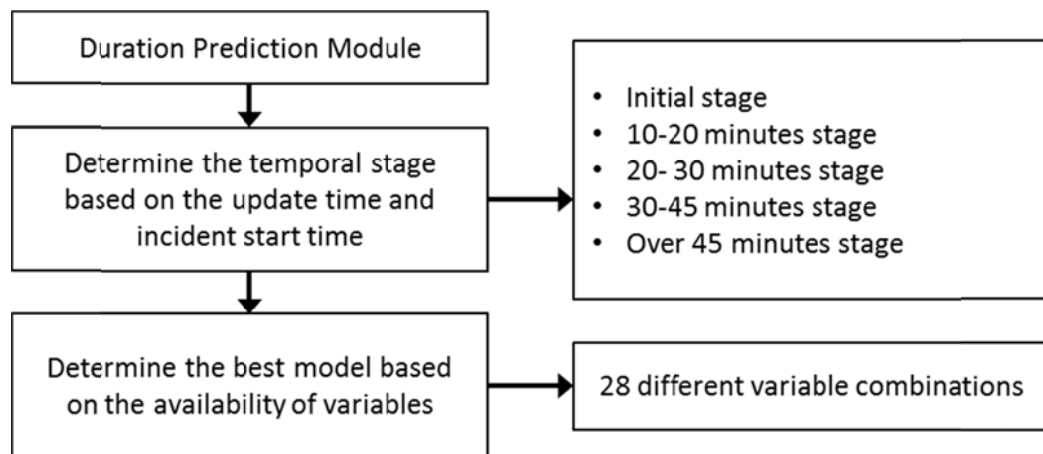 Duration Prediction Module
Determine the temporal stage
based on the update time and
incident start time
• Initial stage
• 10-20 minutes stage
• 20- 30 minutes stage
• 30-45 minutes stage
• Over 45 minutes stage
Determine the best model based
on the availability of variables
28 different variable combinations